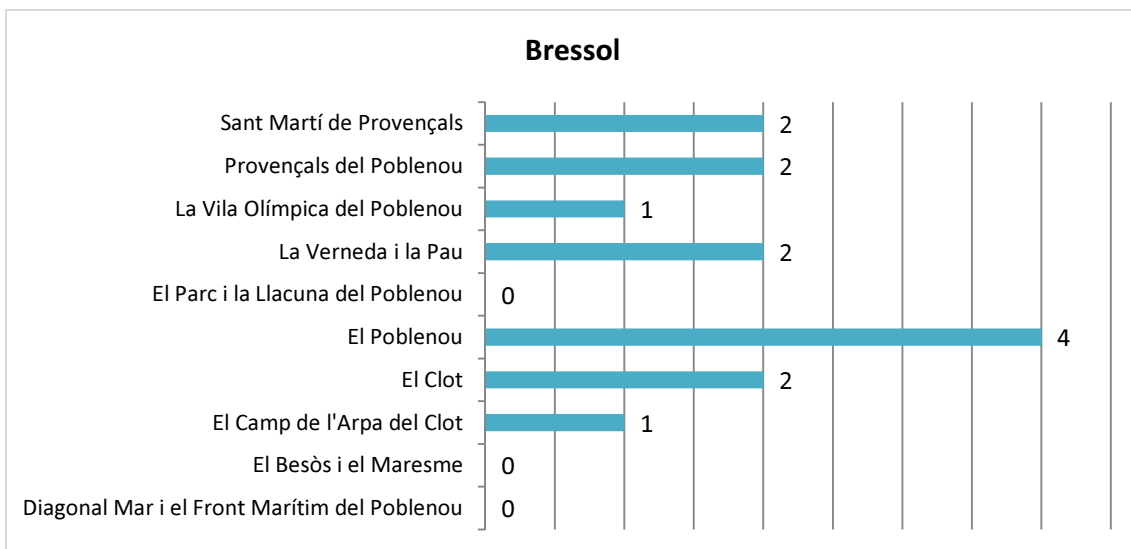 Bressol
Sant Martí de Provençals 2
Provençals del Poblenou 2
La Vila Olímpica del Poblenou 1
La Verneda i la Pau 2
El Parc i la Llacuna del Poblenou 0
El Poblenou 4
El Clot 2
El Camp de l'Arpa del Clot 1
El Besòs i el Maresme 0
Diagonal Mar i el Front Marítim del Poblenou 0